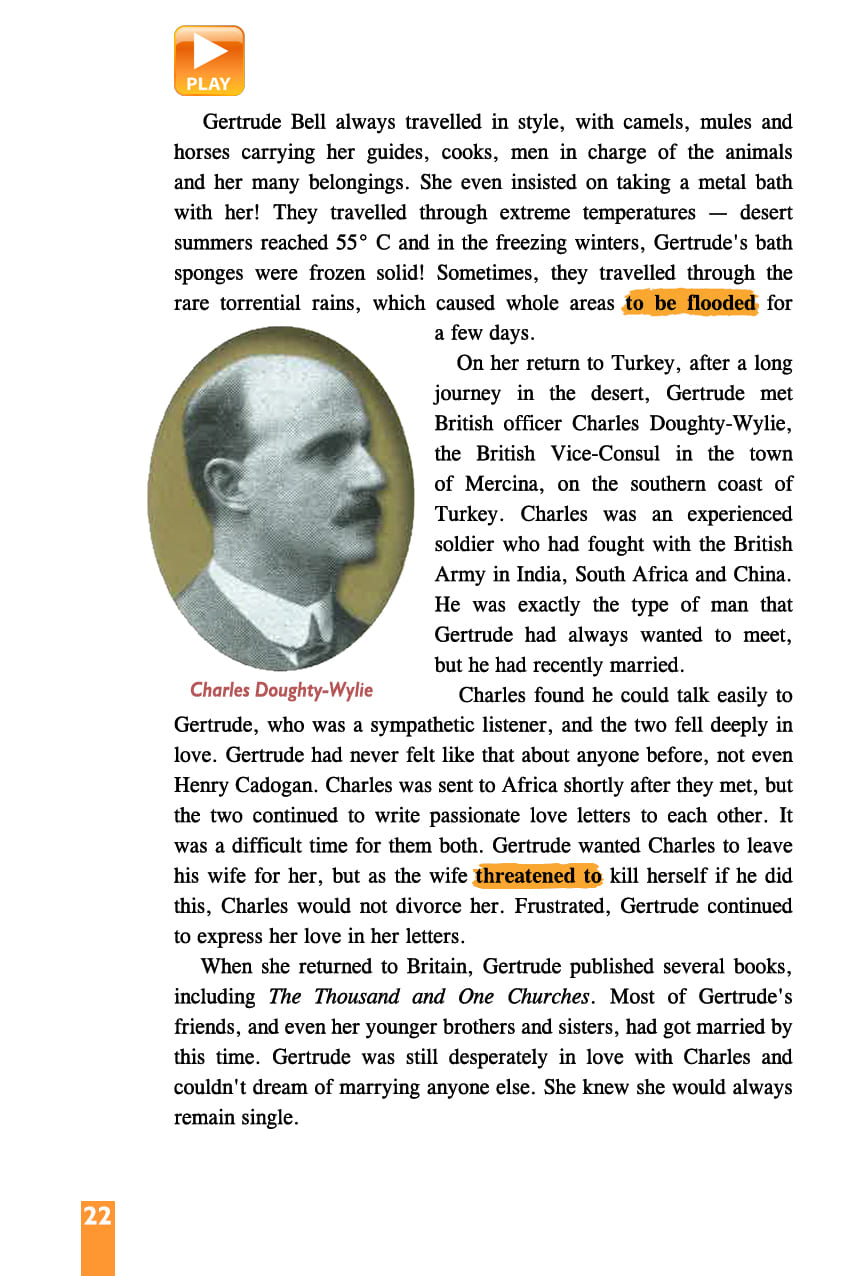 PLAY
Gertrude Bell always travelled in style, with camels, mules and
horses carrying her guides, cooks, men in charge of the animals
and her many belongings. She even insisted on taking a metal bath
with her! They travelled through extreme temperatures — desert
summers reached 55° C and in the freezing winters, Gertrude's bath
sponges were frozen solid! Sometimes, they travelled through the
rare torrential rains, which caused whole areas to be flooded for
a few days.
On her return to Turkey, after a long
journey in the desert, Gertrude met
British officer Charles Doughty-Wylie,
the British Vice-Consul in the town
of Mercina, on the southern coast of
Turkey. Charles was an experienced
soldier who had fought with the British
Army in India, South Africa and China.
He was exactly the type of man that
Gertrude had always wanted to meet,
but he had recently married.
Charles Doughty-Wylie
Charles found he could talk easily to
Gertrude, who was a sympathetic listener, and the two fell deeply in
love. Gertrude had never felt like that about anyone before, not even
Henry Cadogan. Charles was sent to Africa shortly after they met, but
the two continued to write passionate love letters to each other. It
was a difficult time for them both. Gertrude wanted Charles to leave
his wife for her, but as the wife threatened to kill herself if he did
this, Charles would not divorce her. Frustrated, Gertrude continued
to express her love in her letters.
When she returned to Britain, Gertrude published several books,
including The Thousand and One Churches. Most of Gertrude's
friends, and even her younger brothers and sisters, had got married by
this time. Gertrude was still desperately in love with Charles and
couldn't dream of marrying anyone else. She knew she would always
remain single.
22